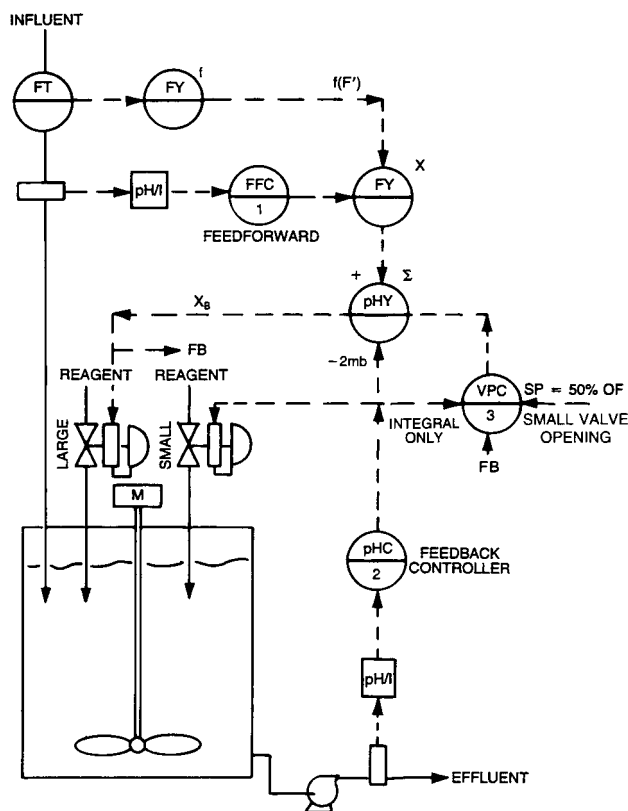 INFLUENT
FT
FY
f
f(F')
pH/I
FFC
1
FEEDFORWARD
FY
X
+
Σ
pHY
X_B
FB
−2mb
REAGENT
REAGENT
LARGE
SMALL
VPC
3
SP = 50% OF
SMALL VALVE
OPENING
INTEGRAL
ONLY
FB
M
pHC
2
FEEDBACK
CONTROLLER
pH/I
EFFLUENT